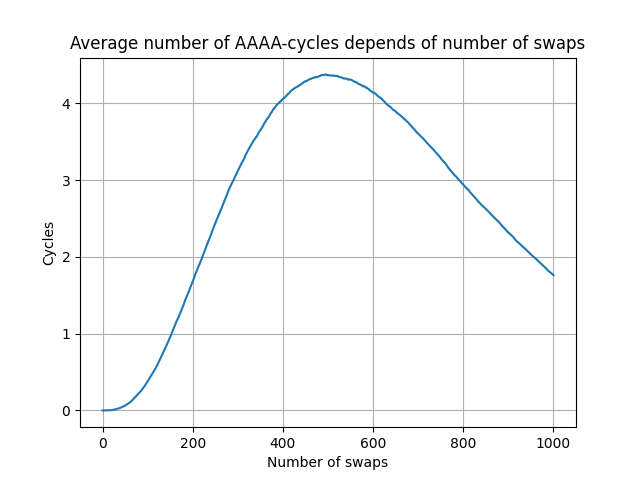 Average number of AAAA-cycles depends of number of swaps
Cycles
4
3
2
1
0
0 200 400 600 800 1000
Number of swaps